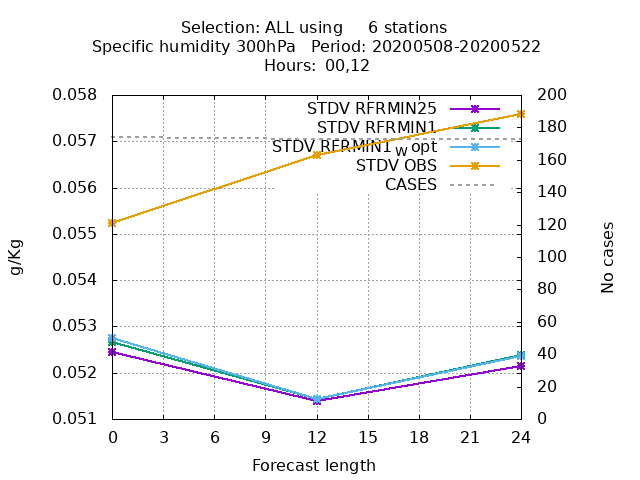 Selection: ALL using 6 stations
Specific humidity 300hPa Period: 20200508-20200522
Hours: 00,12
0.058
0.057
0.056
0.055
0.054
0.053
0.052
0.051
g/Kg
STDV RFRMIN25
STDV RFRMIN1
STDV RFRMIN1wopt
STDV OBS
CASES
200
180
160
140
120
100
80
60
40
20
0
No cases
0 3 6 9 12 15 18 21 24
Forecast length